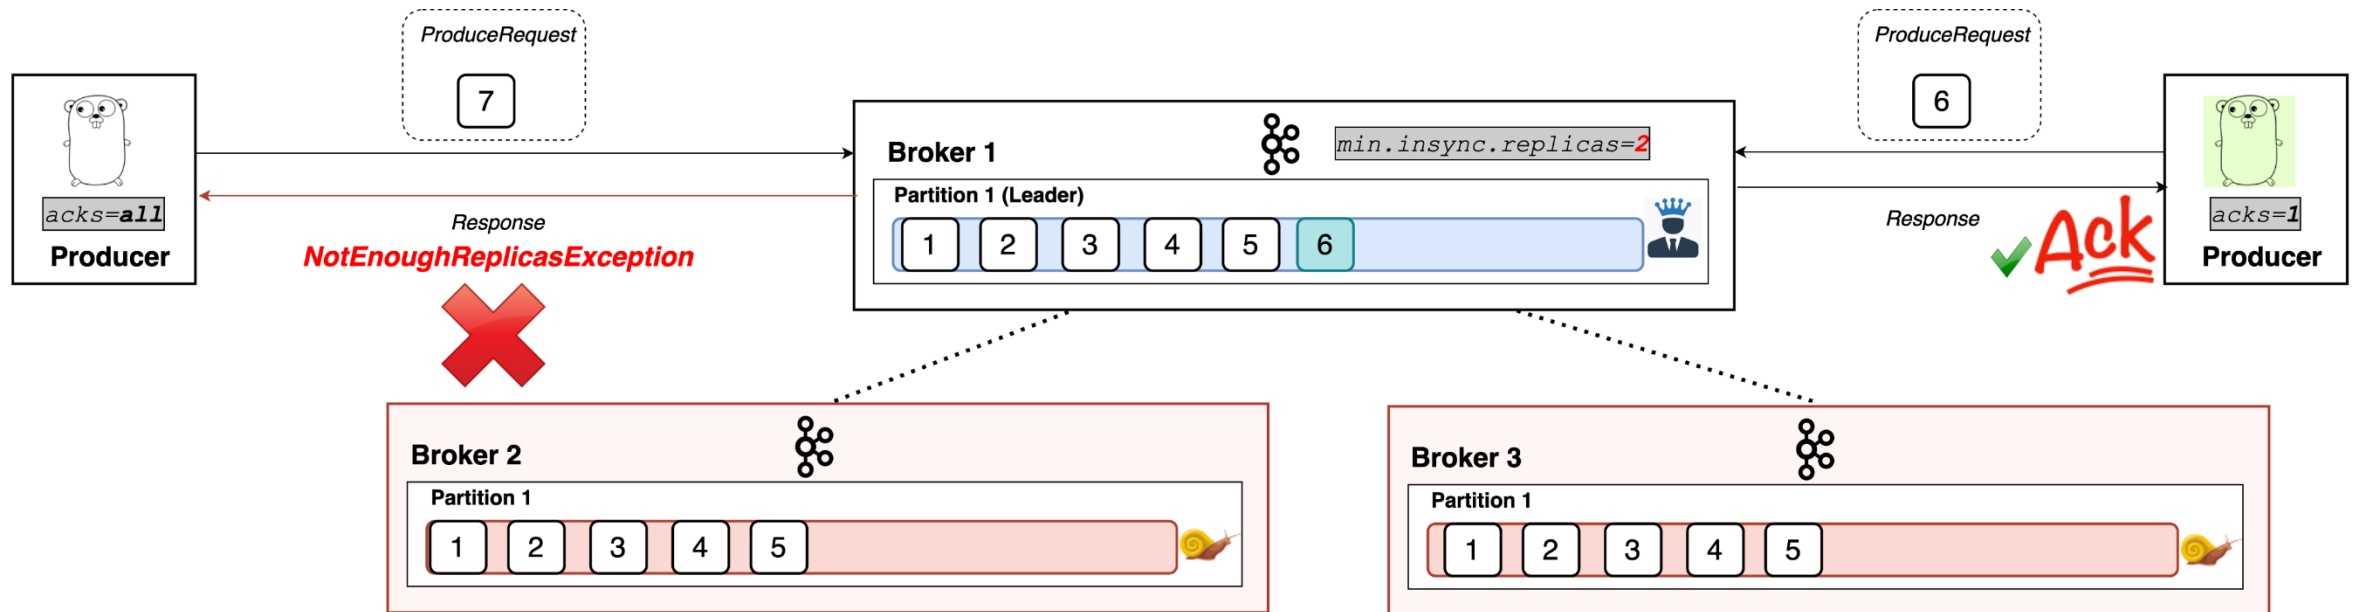 ProduceRequest
7
acks=all
Producer
Response
NotEnoughReplicasException
Broker 1
min.insync.replicas=2
Partition 1 (Leader)
1 2 3 4 5 6
ProduceRequest
6
Response
Ack
acks=1
Producer
Broker 2
Partition 1
1 2 3 4 5
Broker 3
Partition 1
1 2 3 4 5